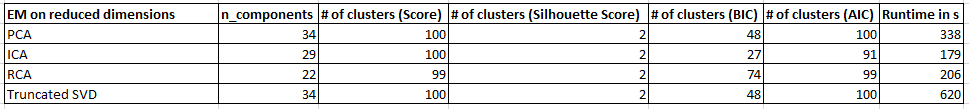 EM on reduced dimensions n_components # of clusters (Score) # of clusters (Silhouette Score) # of clusters (BIC) # of clusters (AIC) Runtime in s
PCA 34 100 2 48 100 338
ICA 29 100 2 27 91 179
RCA 22 99 2 74 99 206
Truncated SVD 34 100 2 48 100 620